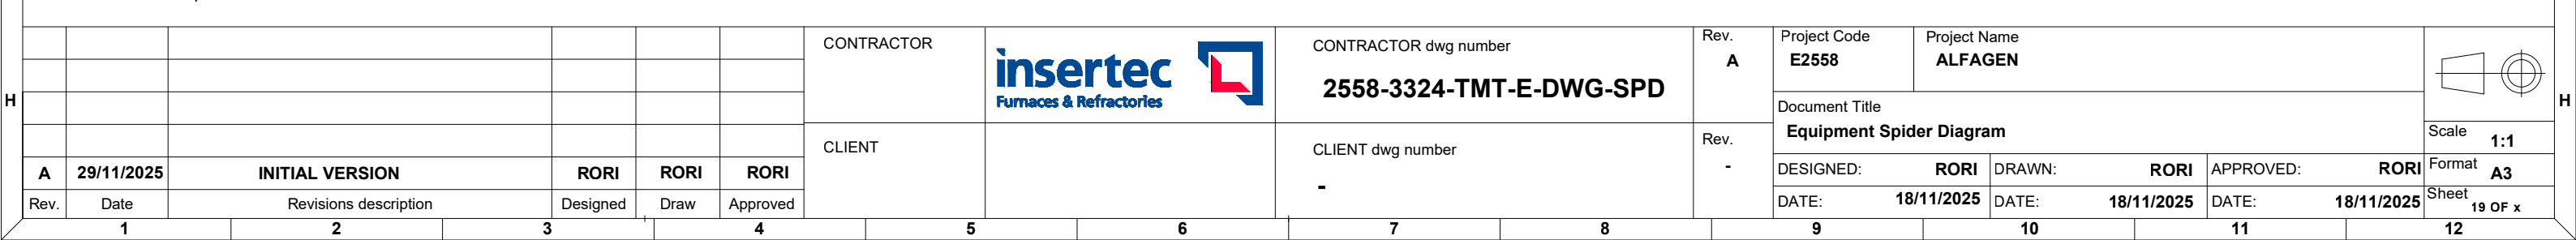 H
A 29/11/2025 INITIAL VERSION RORI RORI RORI
Rev. Date Revisions description Designed Draw Approved
CONTRACTOR
insertec
Furnaces & Refractories
CONTRACTOR dwg number
2558-3324-TMT-E-DWG-SPD
Rev.
A
CLIENT
CLIENT dwg number
-
Rev.
-
Project Code
E2558
Project Name
ALFAGEN
Document Title
Equipment Spider Diagram
DESIGNED: RORI DRAWN: RORI APPROVED: RORI
DATE: 18/11/2025 DATE: 18/11/2025 DATE: 18/11/2025
Scale
1:1
Format
A3
Sheet
19 OF x
H
1 2 3 4 5 6 7 8 9 10 11 12